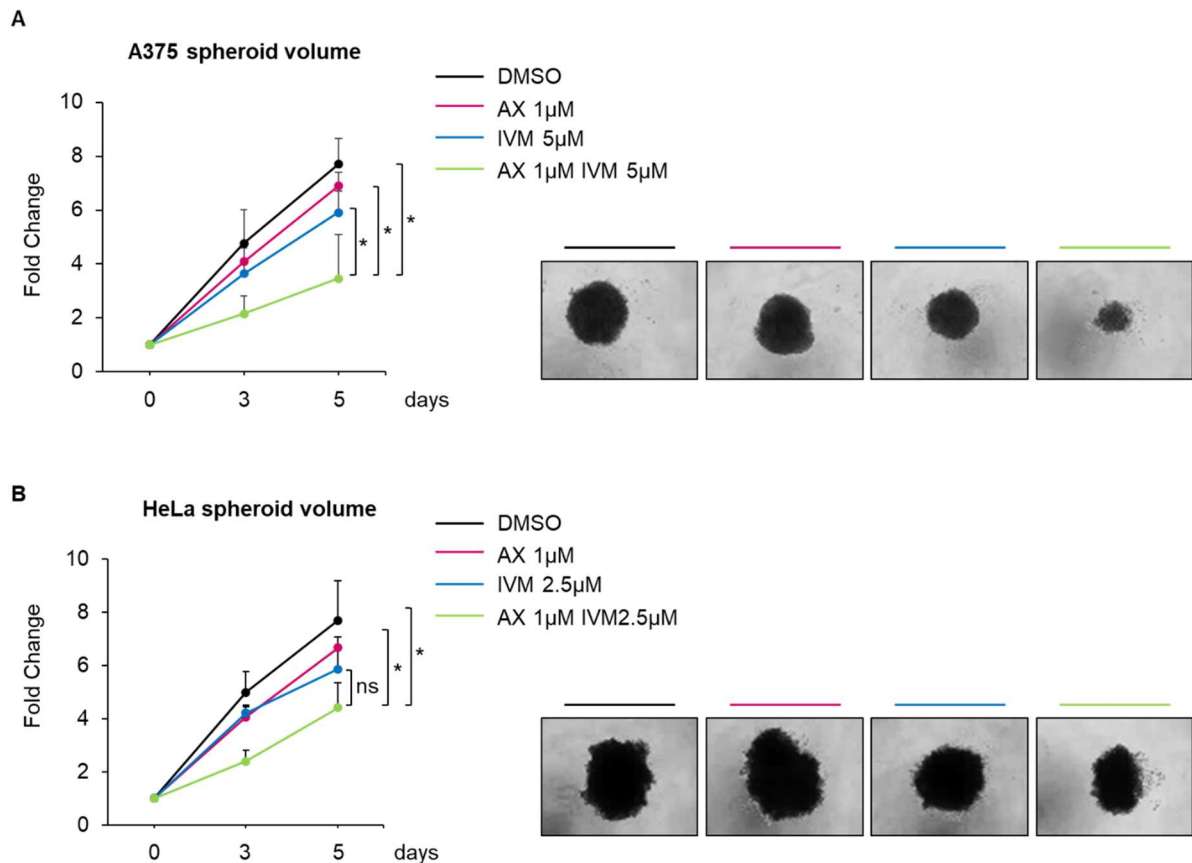 A
A375 spheroid volume
DMSO
AX 1µM
IVM 5µM
AX 1µM IVM 5µM
10
8
6
4
2
0
Fold Change
*
*
*
0 3 5 days
B
HeLa spheroid volume
DMSO
AX 1µM
IVM 2.5µM
AX 1µM IVM2.5µM
10
8
6
4
2
0
Fold Change
ns
*
*
0 3 5 days